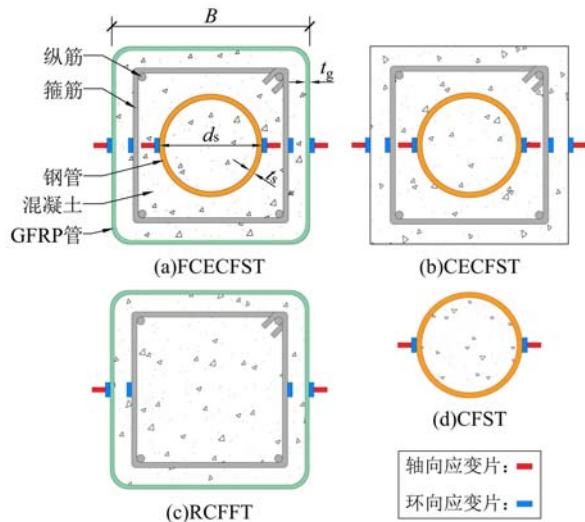 B
纵筋
箍筋
t_g
d_s
t_s
钢管
混凝土
GFRP管
(a)FCECFST
(b)CECFST
(c)RCFFT
(d)CFST
轴向应变片:
环向应变片: